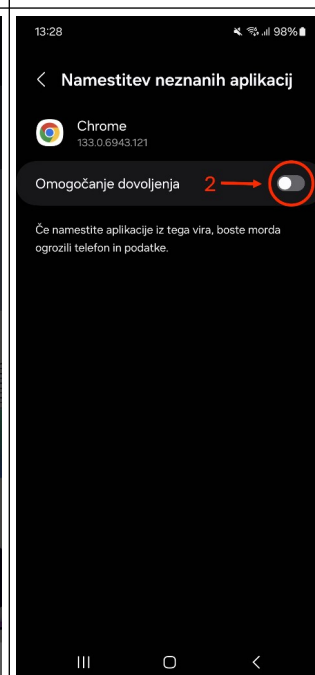 13:28 98%
Namestitev neznanih aplikacij
Chrome
133.0.6943.121
Omogočanje dovoljenja 2
Če namestite aplikacije iz tega vira, boste morda
ogrozili telefon in podatke.